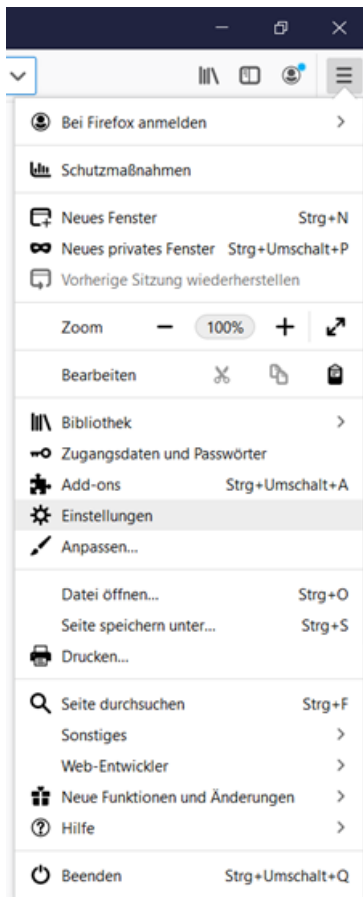 Bei Firefox anmelden
Schutzmaßnahmen
Neues Fenster Strg+N
Neues privates Fenster Strg+Umschalt+P
Vorherige Sitzung wiederherstellen
Zoom 100%
Bearbeiten
Bibliothek
Zugangsdaten und Passwörter
Add-ons Strg+Umschalt+A
Einstellungen
Anpassen...
Datei öffnen... Strg+O
Seite speichern unter... Strg+S
Drucken...
Seite durchsuchen Strg+F
Sonstiges
Web-Entwickler
Neue Funktionen und Änderungen
Hilfe
Beenden Strg+Umschalt+Q